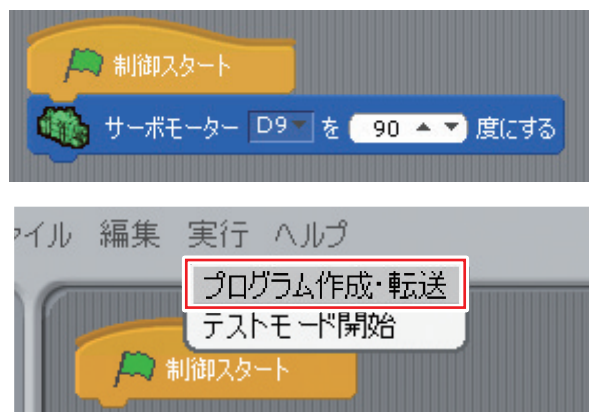 制御スタート
サーボモーター D9 を 90 度にする
ァイル 編集 実行 ヘルプ
プログラム作成・転送
テストモード開始
制御スタート